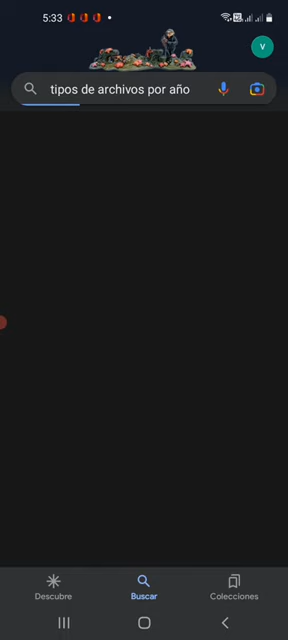 5:33
V
tipos de archivos por año
Descubre
Buscar
Colecciones